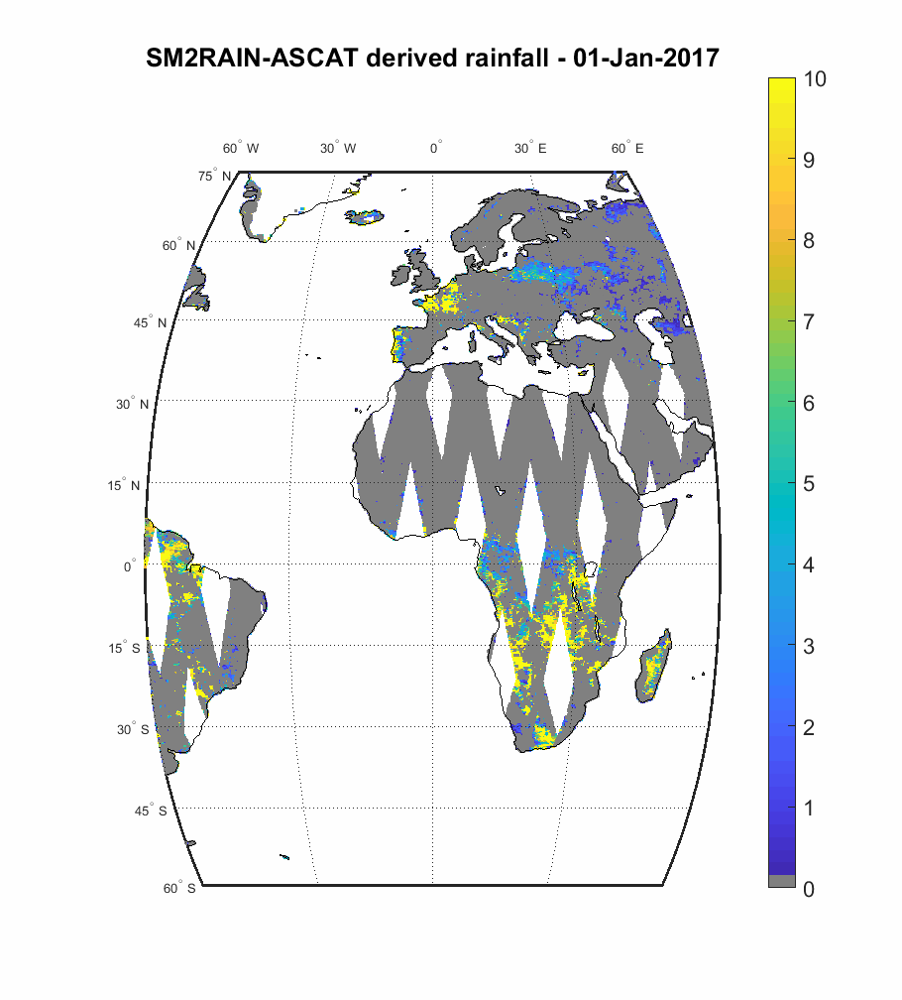 SM2RAIN-ASCAT derived rainfall - 01-Jan-2017
10
60° W 30° W 0° 30° E 60° E
75° N
9
60° N
8
45° N
7
30° N
6
15° N
5
0°
4
15° S
3
30° S
2
45° S
1
60° S
0